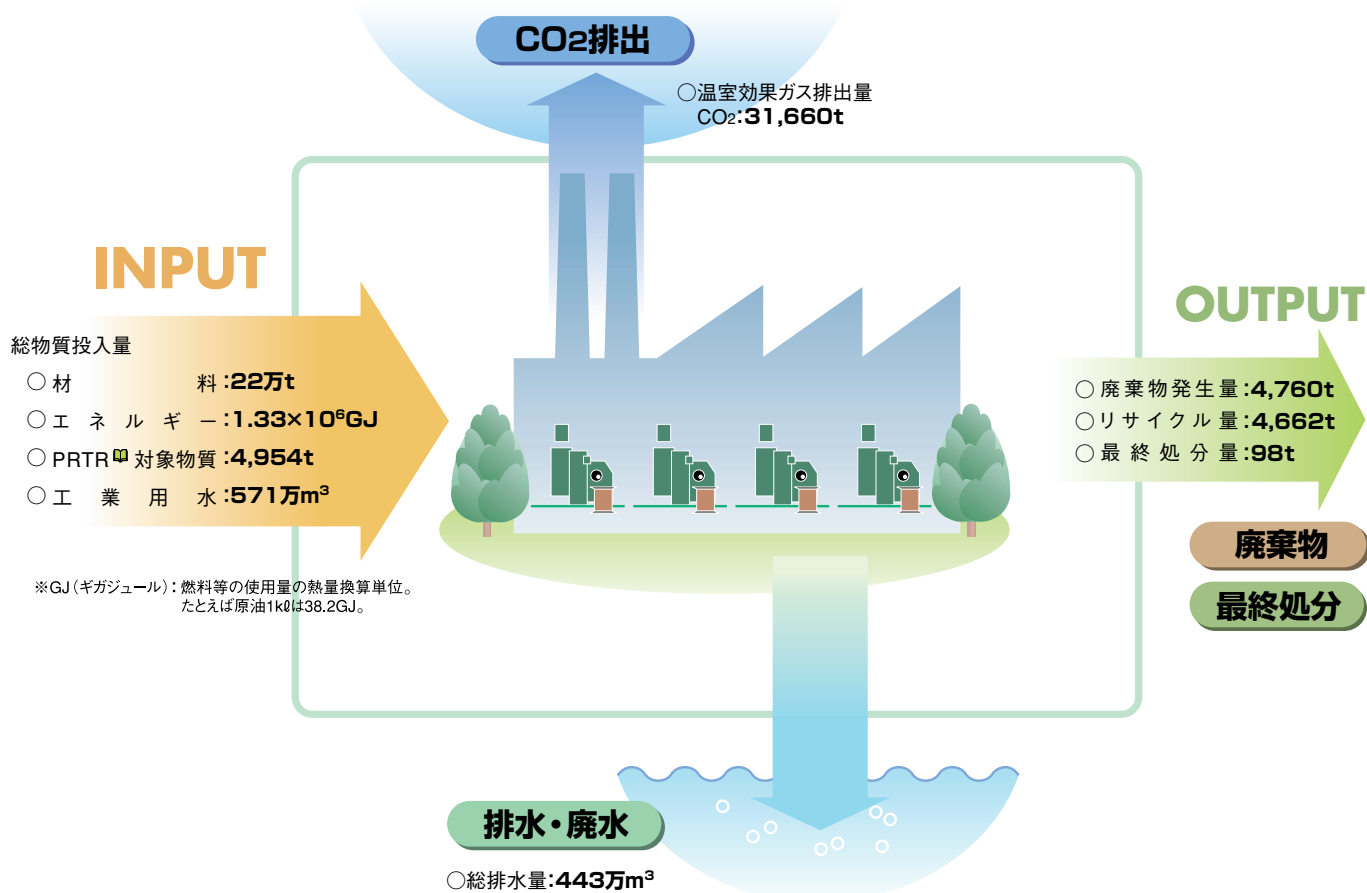 CO2排出
○温室効果ガス排出量
CO2:31,660t
INPUT
総物質投入量
○材料:22万t
○エネルギー:1.33×10⁶GJ
○PRTR対象物質:4,954t
○工業用水:571万m³
※GJ(ギガジュール):燃料等の使用量の熱量換算単位。
たとえば原油1kℓは38.2GJ。
OUTPUT
○廃棄物発生量:4,760t
○リサイクル量:4,662t
○最終処分量:98t
廃棄物
最終処分
排水・廃水
○総排水量:443万m³